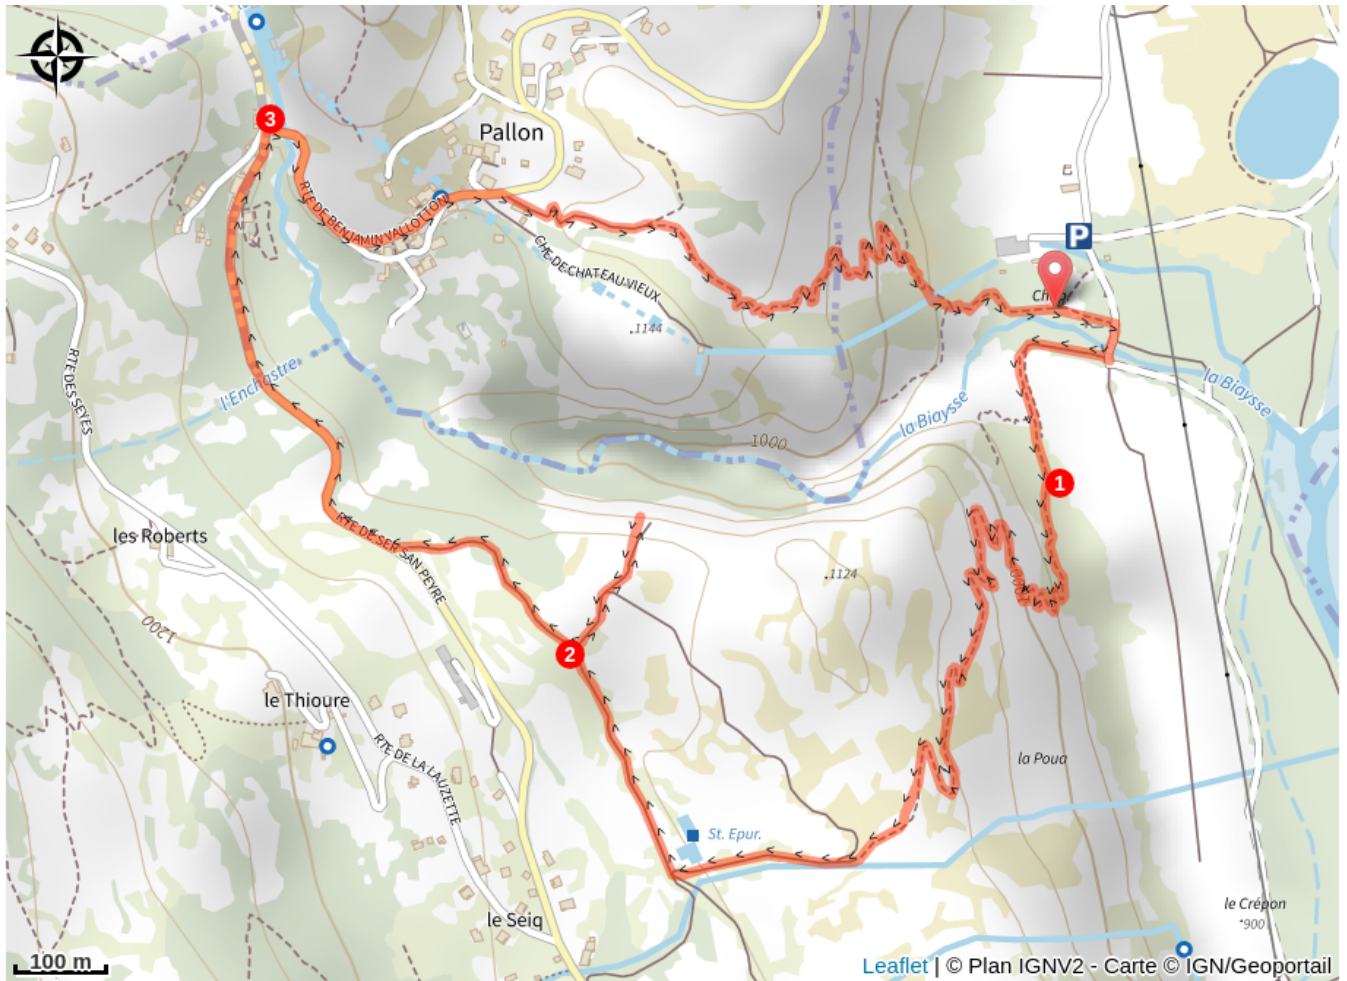 3
Pallon
RTE DE BENJAMIN VALLOTTON
CHE DE CHATEAU VIEUX
P
.1144
l'Enchastre
la Biaysse
la Biaysse
1000
RTE DES SEYES
1
RTE DE SER SAN PEYRE
les Roberts
.1124
1000
1200
2
le Thioure
RTE DE LA LAUZETTE
la Poua
St. Epur.
le Seiq
le Crépon
°900
100 m
Leaflet | © Plan IGNV2 - Carte © IGN/Geoportail